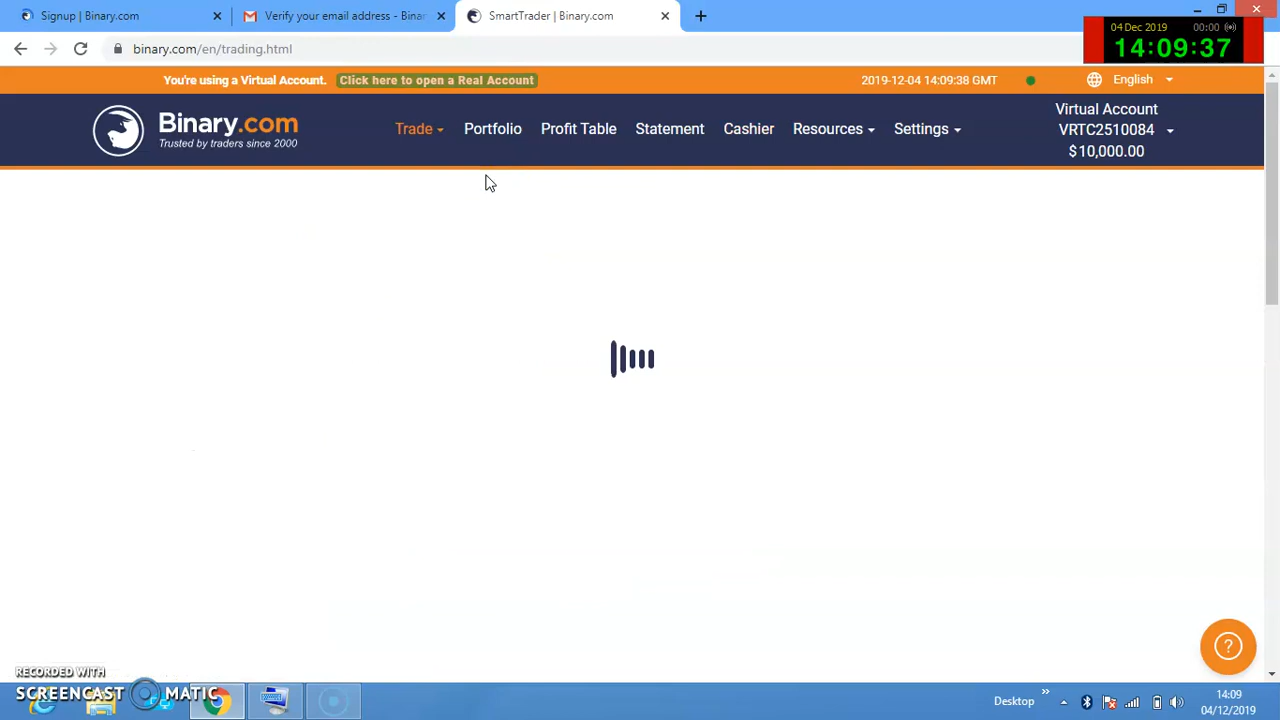 Signup | Binary.com
Verify your email address - Binar
SmartTrader | Binary.com
04 Dec 2019 00:00
14:09:37
binary.com/en/trading.html
You're using a Virtual Account. Click here to open a Real Account
2019-12-04 14:09:38 GMT
English
Binary.com
Trusted by traders since 2000
Trade
Portfolio
Profit Table
Statement
Cashier
Resources
Settings
Virtual Account
VRTC2510084
$10,000.00
?
RECORDED WITH
SCREENCAST MATIC
Desktop
14:09
04/12/2019